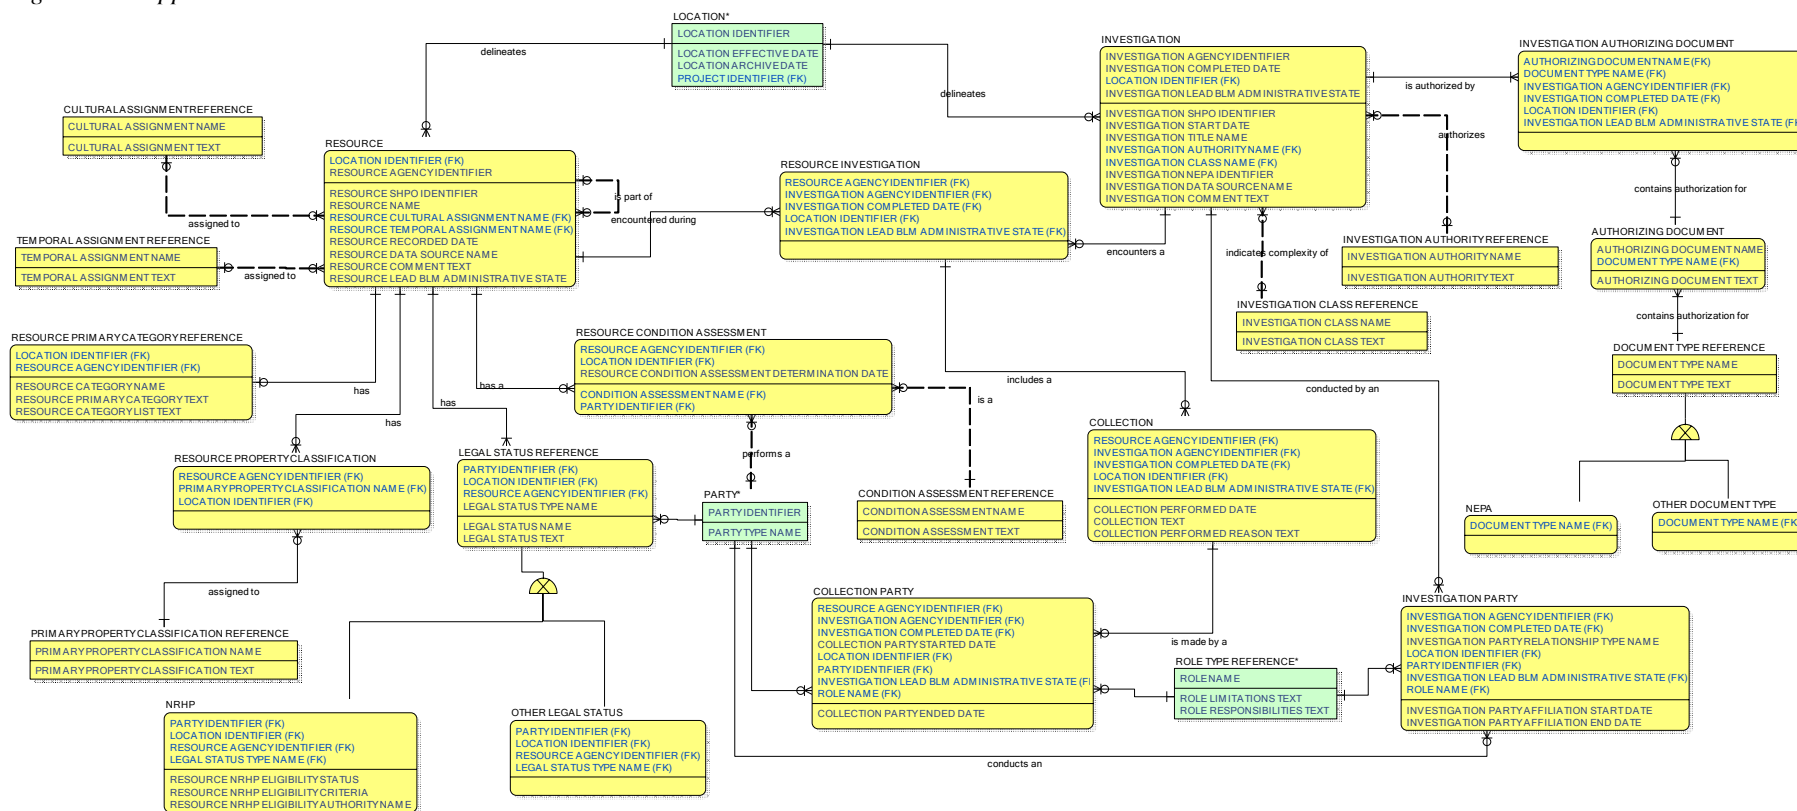 LOCATION*
LOCATION IDENTIFIER
LOCATION EFFECTIVE DATE
LOCATION ARCHIVE DATE
PROJECT IDENTIFIER (FK)
delineates
delineates
INVESTIGATION
INVESTIGATION AGENCY IDENTIFIER
INVESTIGATION COMPLETED DATE
LOCATION IDENTIFIER (FK)
INVESTIGATION LEAD BLM ADMINISTRATIVE STATE
INVESTIGATION SHPO IDENTIFIER
INVESTIGATION START DATE
INVESTIGATION TITLE NAME
INVESTIGATION AUTHORITY NAME (FK)
INVESTIGATION CLASS NAME (FK)
INVESTIGATION NEPA IDENTIFIER
INVESTIGATION DATA SOURCE NAME
INVESTIGATION COMMENT TEXT
is authorized by
authorizes
INVESTIGATION AUTHORIZING DOCUMENT
AUTHORIZING DOCUMENT NAME (FK)
DOCUMENT TYPE NAME (FK)
INVESTIGATION AGENCY IDENTIFIER (FK)
INVESTIGATION COMPLETED DATE (FK)
LOCATION IDENTIFIER (FK)
INVESTIGATION LEAD BLM ADMINISTRATIVE STATE (FK
contains authorization for
CULTURAL ASSIGNMENT REFERENCE
CULTURAL ASSIGNMENT NAME
CULTURAL ASSIGNMENT TEXT
assigned to
TEMPORAL ASSIGNMENT REFERENCE
TEMPORAL ASSIGNMENT NAME
TEMPORAL ASSIGNMENT TEXT
assigned to
RESOURCE
LOCATION IDENTIFIER (FK)
RESOURCE AGENCY IDENTIFIER
RESOURCE SHPO IDENTIFIER
RESOURCE NAME
RESOURCE CULTURAL ASSIGNMENT NAME (FK)
RESOURCE TEMPORAL ASSIGNMENT NAME (FK)
RESOURCE RECORDED DATE
RESOURCE DATA SOURCE NAME
RESOURCE COMMENT TEXT
RESOURCE LEAD BLM ADMINISTRATIVE STATE
is part of
encountered during
RESOURCE INVESTIGATION
RESOURCE AGENCY IDENTIFIER (FK)
INVESTIGATION AGENCY IDENTIFIER (FK)
INVESTIGATION COMPLETED DATE (FK)
LOCATION IDENTIFIER (FK)
INVESTIGATION LEAD BLM ADMINISTRATIVE STATE (FK)
encounters a
indicates complexity of
INVESTIGATION AUTHORITY REFERENCE
INVESTIGATION AUTHORITY NAME
INVESTIGATION AUTHORITY TEXT
INVESTIGATION CLASS REFERENCE
INVESTIGATION CLASS NAME
INVESTIGATION CLASS TEXT
AUTHORIZING DOCUMENT
AUTHORIZING DOCUMENT NAME
DOCUMENT TYPE NAME (FK)
AUTHORIZING DOCUMENT TEXT
contains authorization for
DOCUMENT TYPE REFERENCE
DOCUMENT TYPE NAME
DOCUMENT TYPE TEXT
NEPA
DOCUMENT TYPE NAME (FK)
OTHER DOCUMENT TYPE
DOCUMENT TYPE NAME (FK
RESOURCE PRIMARY CATEGORY REFERENCE
LOCATION IDENTIFIER (FK)
RESOURCE AGENCY IDENTIFIER (FK)
RESOURCE CATEGORY NAME
RESOURCE PRIMARY CATEGORY TEXT
RESOURCE CATEGORY LIST TEXT
has
has
has
has a
RESOURCE CONDITION ASSESSMENT
RESOURCE AGENCY IDENTIFIER (FK)
LOCATION IDENTIFIER (FK)
RESOURCE CONDITION ASSESSMENT DETERMINATION DATE
CONDITION ASSESSMENT NAME (FK)
PARTY IDENTIFIER (FK)
is a
includes a
conducted by an
performs a
RESOURCE PROPERTY CLASSIFICATION
RESOURCE AGENCY IDENTIFIER (FK)
PRIMARY PROPERTY CLASSIFICATION NAME (FK)
LOCATION IDENTIFIER (FK)
assigned to
LEGAL STATUS REFERENCE
PARTY IDENTIFIER (FK)
LOCATION IDENTIFIER (FK)
RESOURCE AGENCY IDENTIFIER (FK)
LEGAL STATUS TYPE NAME
LEGAL STATUS NAME
LEGAL STATUS TEXT
PARTY*
PARTY IDENTIFIER
PARTY TYPE NAME
CONDITION ASSESSMENT REFERENCE
CONDITION ASSESSMENT NAME
CONDITION ASSESSMENT TEXT
COLLECTION
RESOURCE AGENCY IDENTIFIER (FK)
INVESTIGATION AGENCY IDENTIFIER (FK)
INVESTIGATION COMPLETED DATE (FK)
LOCATION IDENTIFIER (FK)
INVESTIGATION LEAD BLM ADMINISTRATIVE STATE (FK)
COLLECTION PERFORMED DATE
COLLECTION TEXT
COLLECTION PERFORMED REASON TEXT
PRIMARY PROPERTY CLASSIFICATION REFERENCE
PRIMARY PROPERTY CLASSIFICATION NAME
PRIMARY PROPERTY CLASSIFICATION TEXT
COLLECTION PARTY
RESOURCE AGENCY IDENTIFIER (FK)
INVESTIGATION AGENCY IDENTIFIER (FK)
INVESTIGATION COMPLETED DATE (FK)
COLLECTION PARTY STARTED DATE
LOCATION IDENTIFIER (FK)
PARTY IDENTIFIER (FK)
INVESTIGATION LEAD BLM ADMINISTRATIVE STATE (FI
ROLE NAME (FK)
COLLECTION PARTY ENDED DATE
is made by a
ROLE TYPE REFERENCE*
ROLE NAME
ROLE LIMITATIONS TEXT
ROLE RESPONSIBILITIES TEXT
INVESTIGATION PARTY
INVESTIGATION AGENCY IDENTIFIER (FK)
INVESTIGATION COMPLETED DATE (FK)
INVESTIGATION PARTY RELATIONSHIP TYPE NAME
LOCATION IDENTIFIER (FK)
PARTY IDENTIFIER (FK)
INVESTIGATION LEAD BLM ADMINISTRATIVE STATE (FK)
ROLE NAME (FK)
INVESTIGATION PARTY AFFILIATION START DATE
INVESTIGATION PARTY AFFILIATION END DATE
conducts an
NRHP
PARTY IDENTIFIER (FK)
LOCATION IDENTIFIER (FK)
RESOURCE AGENCY IDENTIFIER (FK)
LEGAL STATUS TYPE NAME (FK)
RESOURCE NRHP ELIGIBILITY STATUS
RESOURCE NRHP ELIGIBILITY CRITERIA
RESOURCE NRHP ELIGIBILITY AUTHORITY NAME
OTHER LEGAL STATUS
PARTY IDENTIFIER (FK)
LOCATION IDENTIFIER (FK)
RESOURCE AGENCY IDENTIFIER (FK)
LEGAL STATUS TYPE NAME (FK)